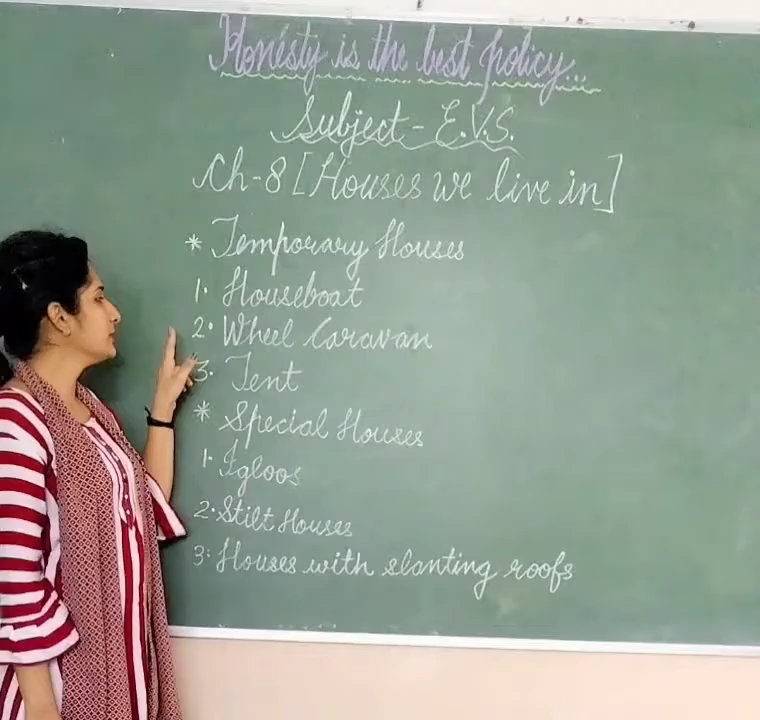 Honesty is the best policy...
Subject - E.V.S.
Ch-8 [Houses we live in]
* Temporary Houses
1. Houseboat
2. Wheel Caravan
3. Tent
* Special Houses
1. Igloos
2. Stilt Houses
3. Houses with slanting roofs